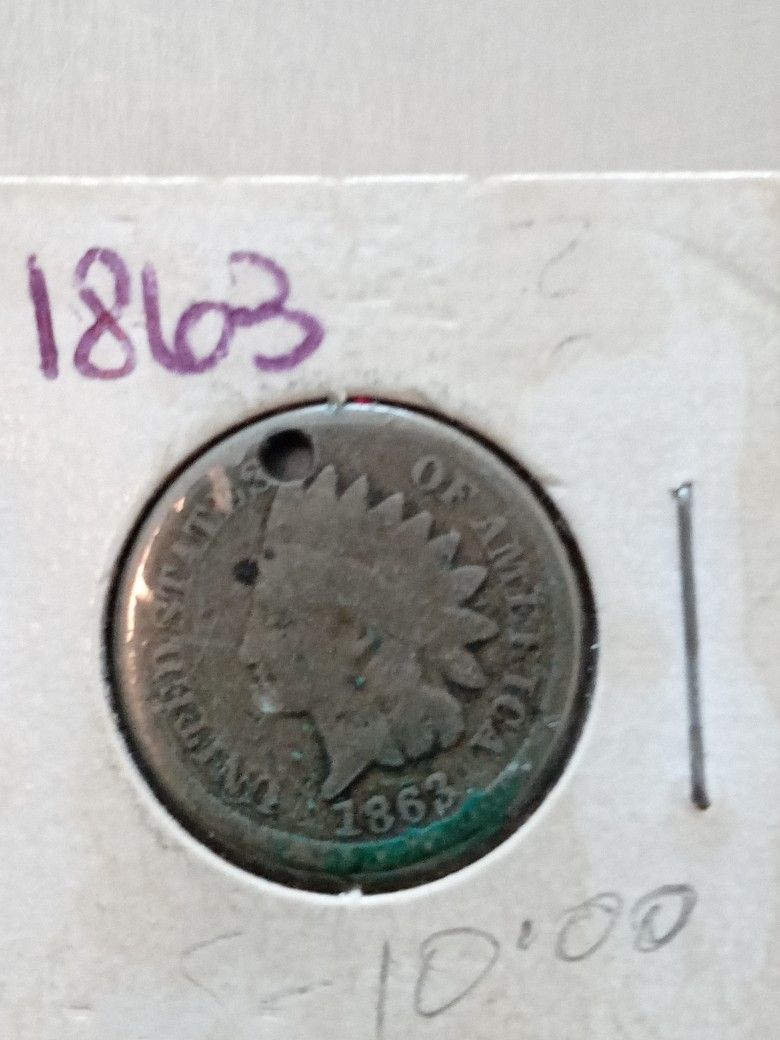 1863
UNITED STATES OF AMERICA
1863
10.00